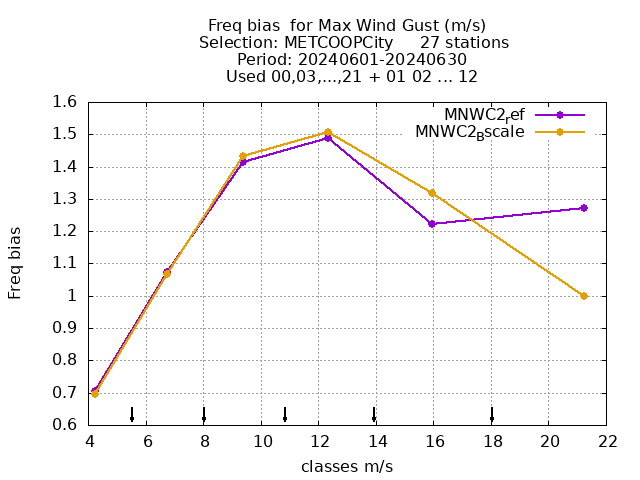 Freq bias  for Max Wind Gust (m/s)
Selection: METCOOPCity     27 stations
Period: 20240601-20240630
Used 00,03,...,21 + 01 02 ... 12
MNWC2ref
MNWC2Bscale
1.6
1.5
1.4
1.3
1.2
1.1
1
0.9
0.8
0.7
0.6
Freq bias
4 6 8 10 12 14 16 18 20 22
classes m/s